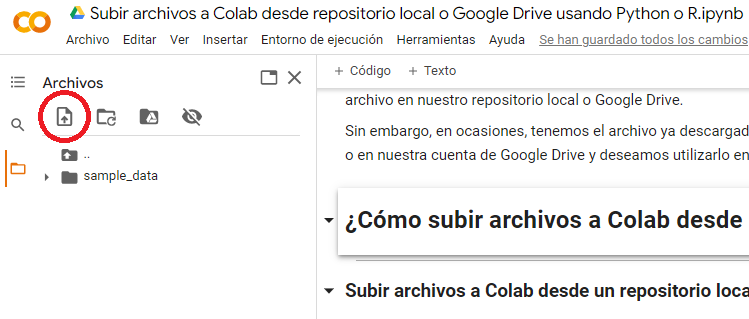 Subir archivos a Colab desde repositorio local o Google Drive usando Python o R.ipynb
Archivo Editar Ver Insertar Entorno de ejecución Herramientas Ayuda Se han guardado todos los cambios
Archivos
..
sample_data
+ Código + Texto
archivo en nuestro repositorio local o Google Drive.
Sin embargo, en ocasiones, tenemos el archivo ya descargad
o en nuestra cuenta de Google Drive y deseamos utilizarlo en
¿Cómo subir archivos a Colab desde
Subir archivos a Colab desde un repositorio loca